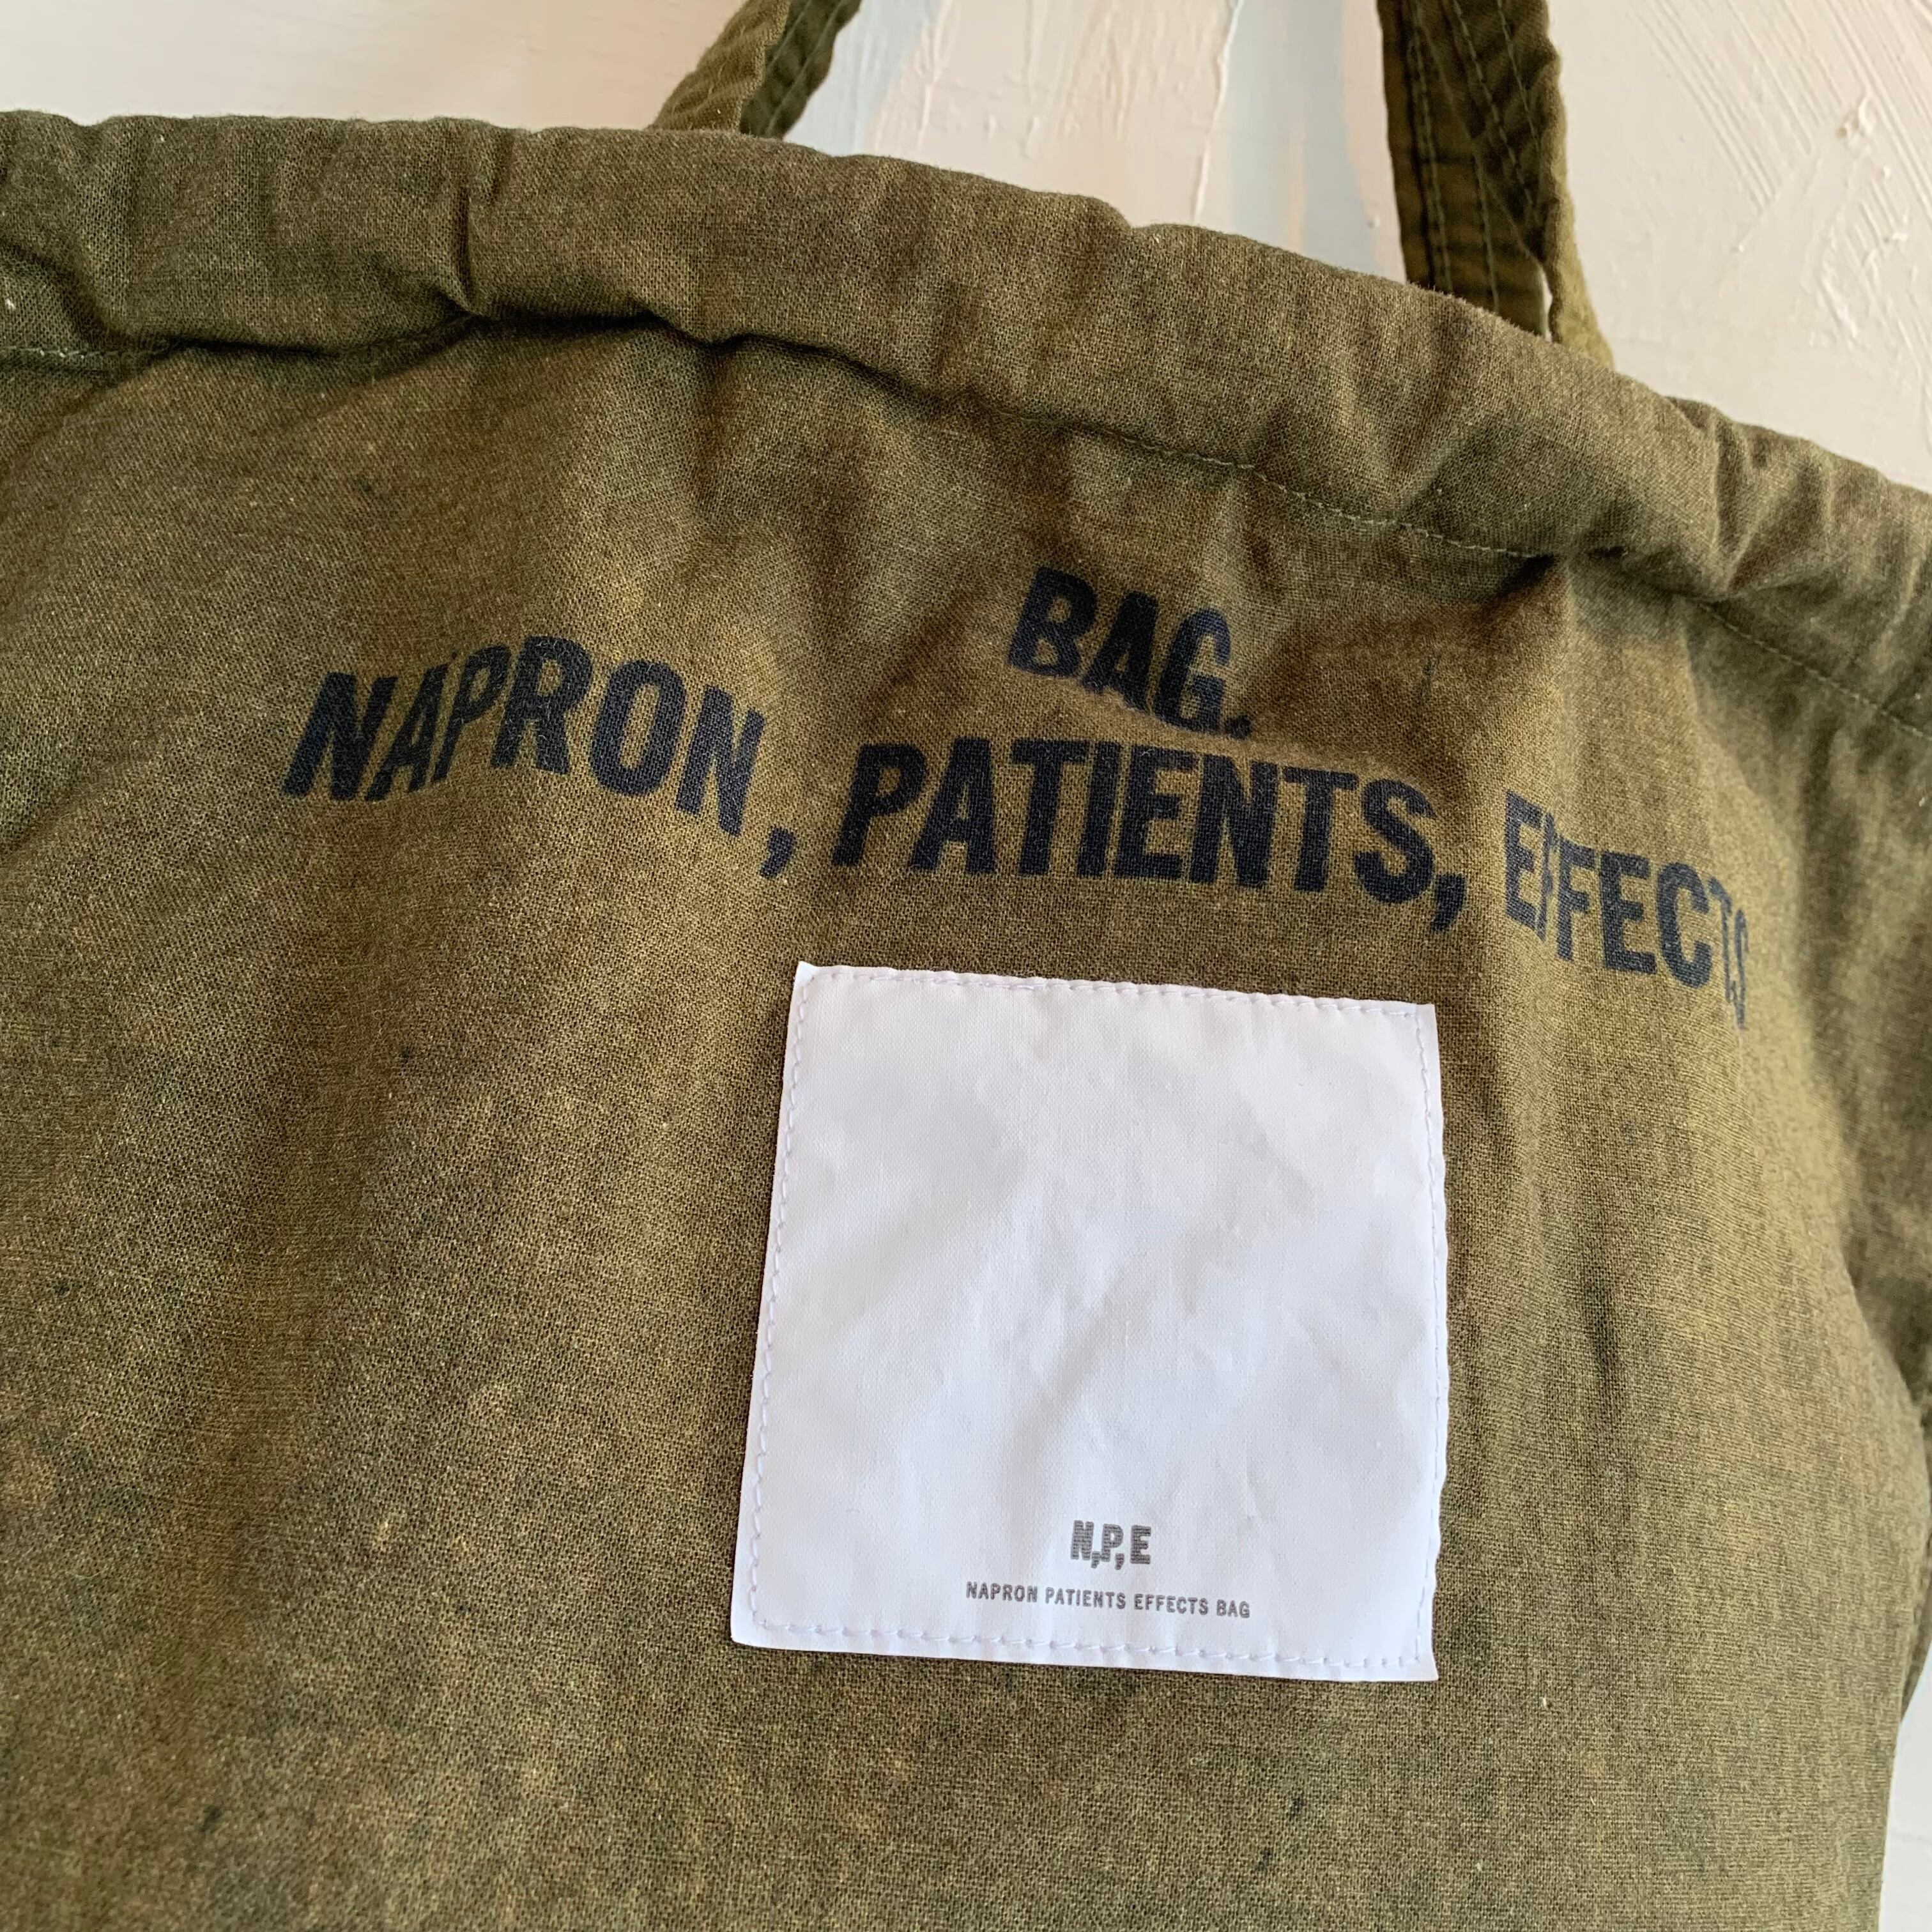 BAG.
NAPRON, PATIENTS, EFFECTS
N,P,E
NAPRON PATIENTS EFFECTS BAG